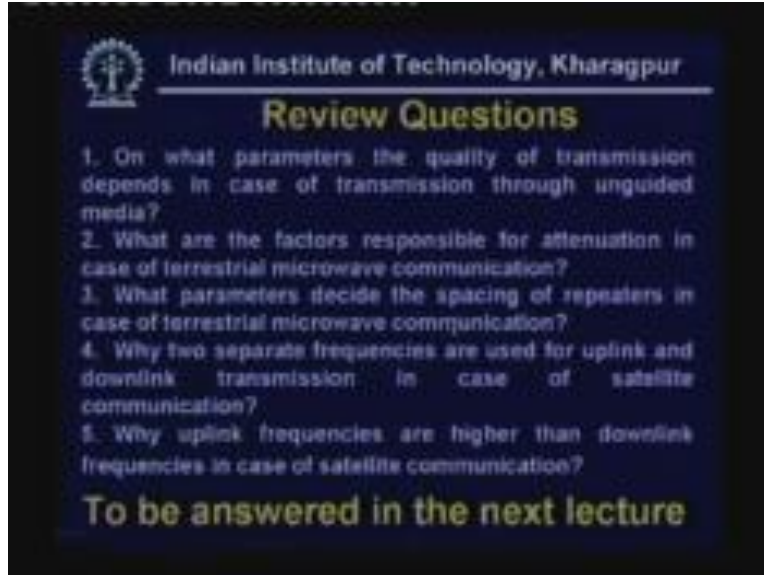 Indian Institute of Technology, Kharagpur
Review Questions
1. On what parameters the quality of transmission
depends in case of transmission through unguided
media?
2. What are the factors responsible for attenuation in
case of terrestrial microwave communication?
3. What parameters decide the spacing of repeaters in
case of terrestrial microwave communication?
4. Why two separate frequencies are used for uplink and
downlink transmission in case of satellite
communication?
5. Why uplink frequencies are higher than downlink
frequencies in case of satellite communication?
To be answered in the next lecture